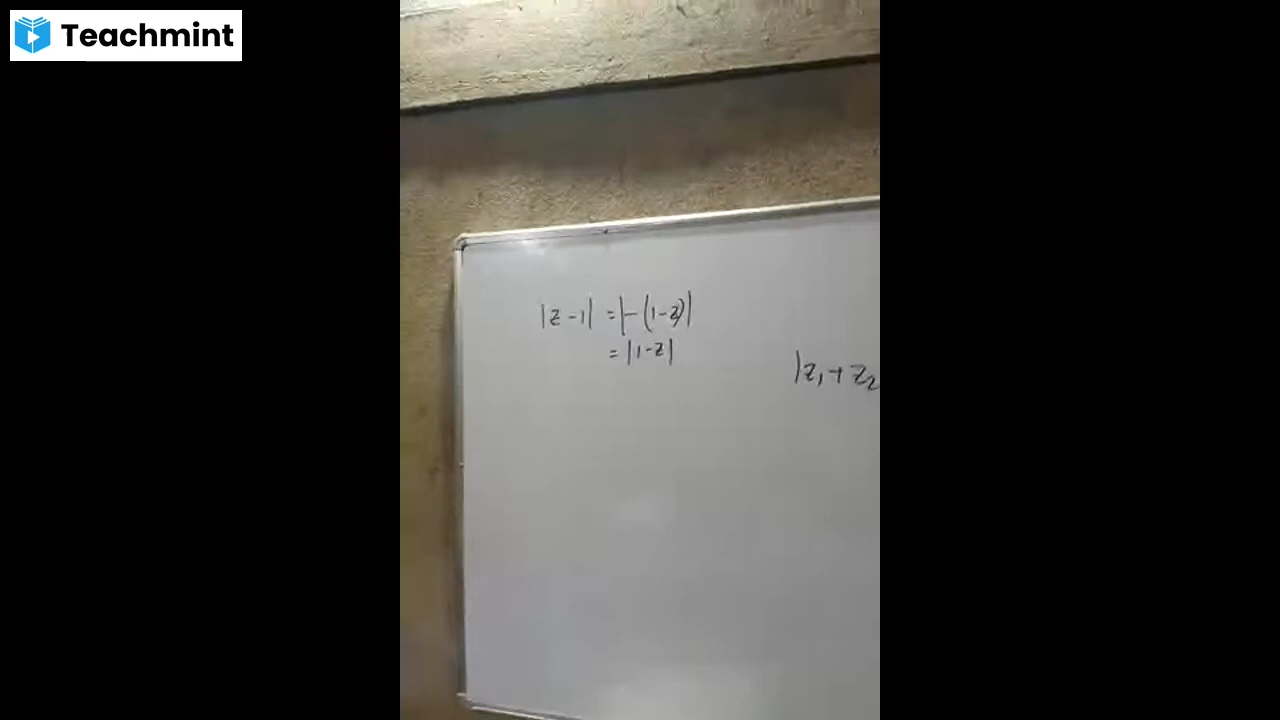 Teachmint
|z-1| = |-(1-z)|
= |1-z|
|z₁+z₂